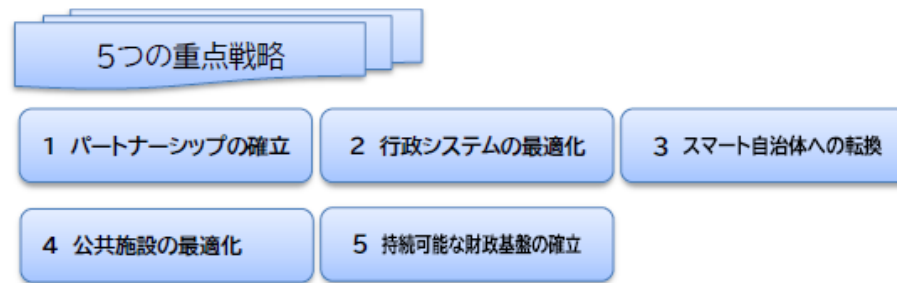 5つの重点戦略
1 パートナーシップの確立
2 行政システムの最適化
3 スマート自治体への転換
4 公共施設の最適化
5 持続可能な財政基盤の確立